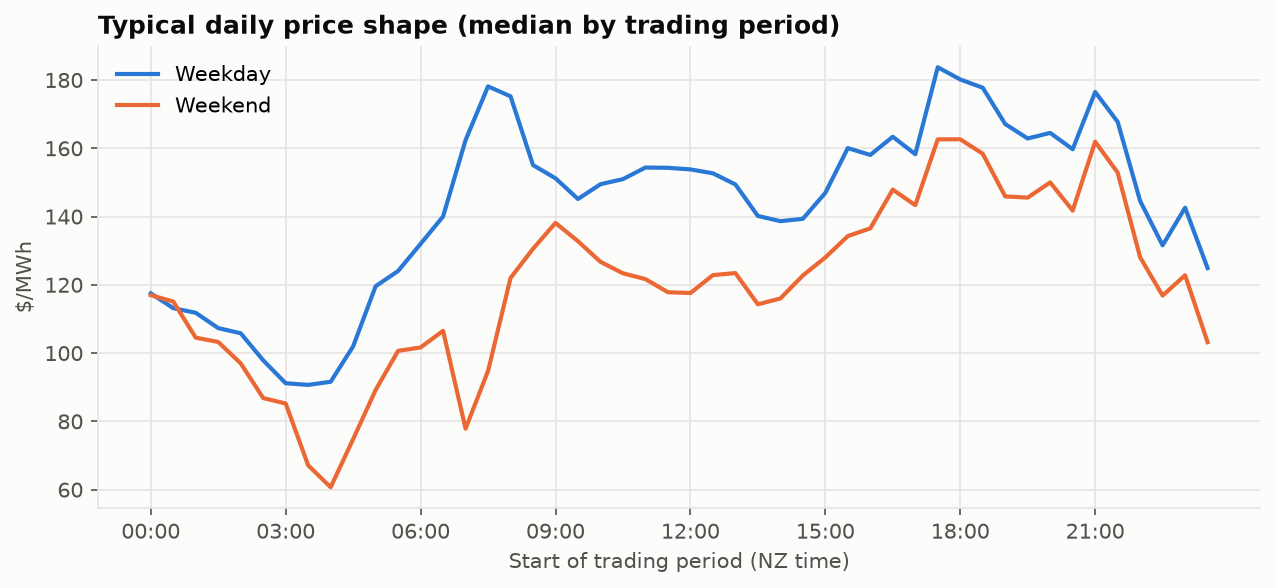 Typical daily price shape (median by trading period)
Weekday
Weekend
$/MWh
180
160
140
120
100
80
60
00:00 03:00 06:00 09:00 12:00 15:00 18:00 21:00
Start of trading period (NZ time)